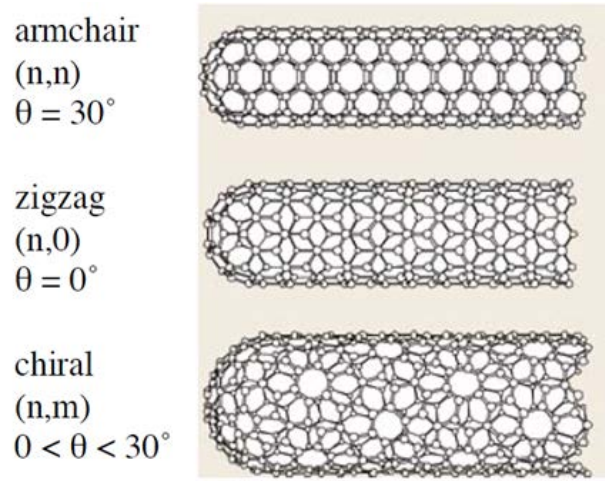 armchair
(n,n)
θ = 30°
zigzag
(n,0)
θ = 0°
chiral
(n,m)
0 < θ < 30°